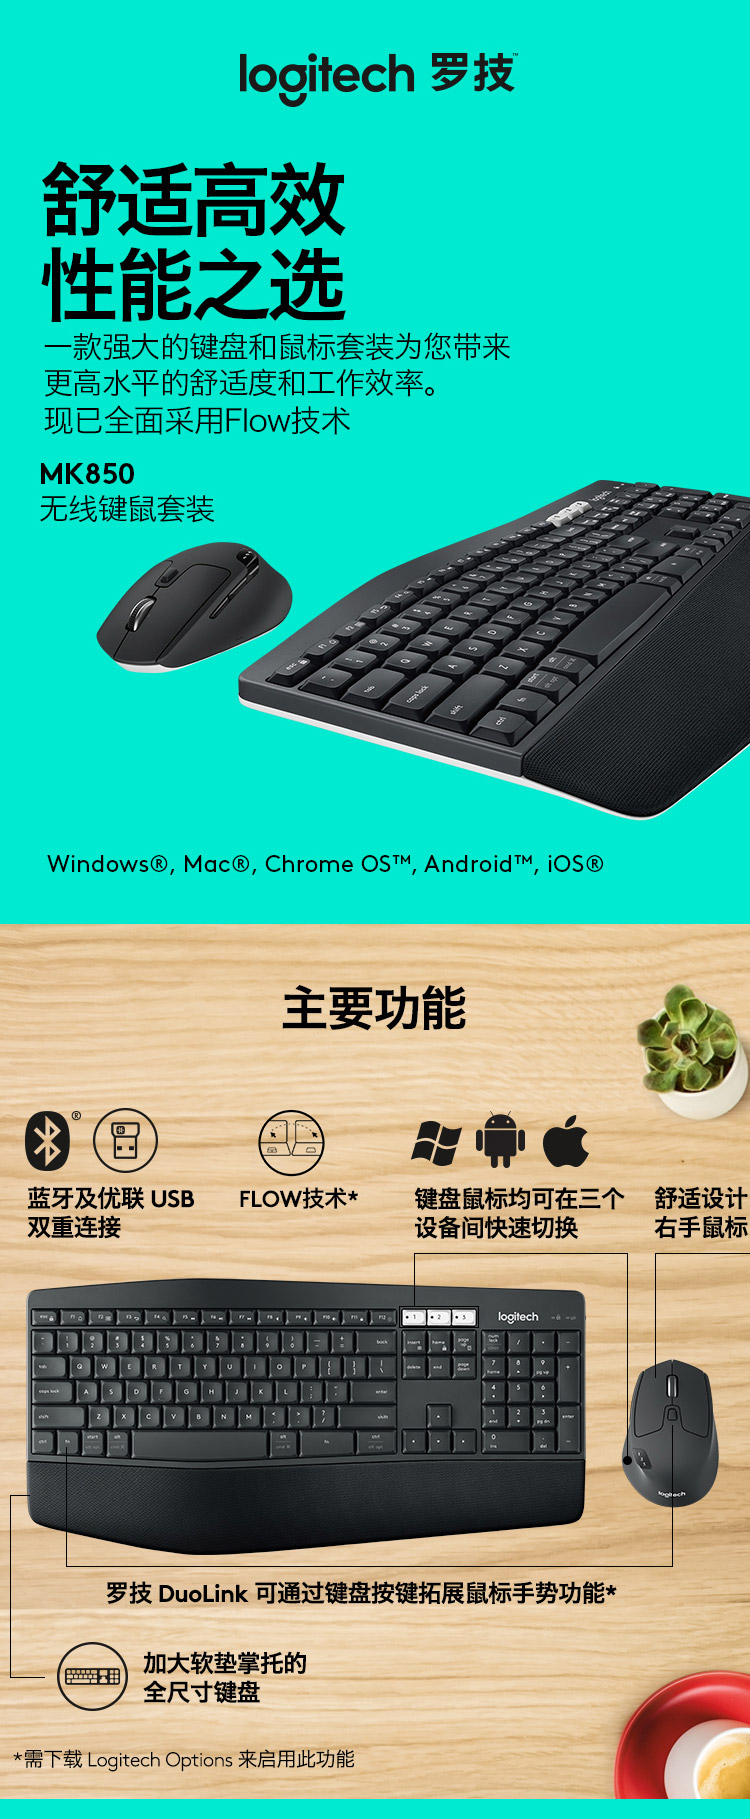 logitech 罗技™
舒适高效
性能之选
一款强大的键盘和鼠标套装为您带来
更高水平的舒适度和工作效率。
现已全面采用Flow技术
MK850
无线键鼠套装
Windows®, Mac®, Chrome OS™, Android™, iOS®
主要功能
蓝牙及优联 USB
双重连接
FLOW技术*
键盘鼠标均可在三个
设备间快速切换
舒适设计
右手鼠标
logitech
logitech
罗技 DuoLink 可通过键盘按键拓展鼠标手势功能*
加大软垫掌托的
全尺寸键盘
*需下载 Logitech Options 来启用此功能